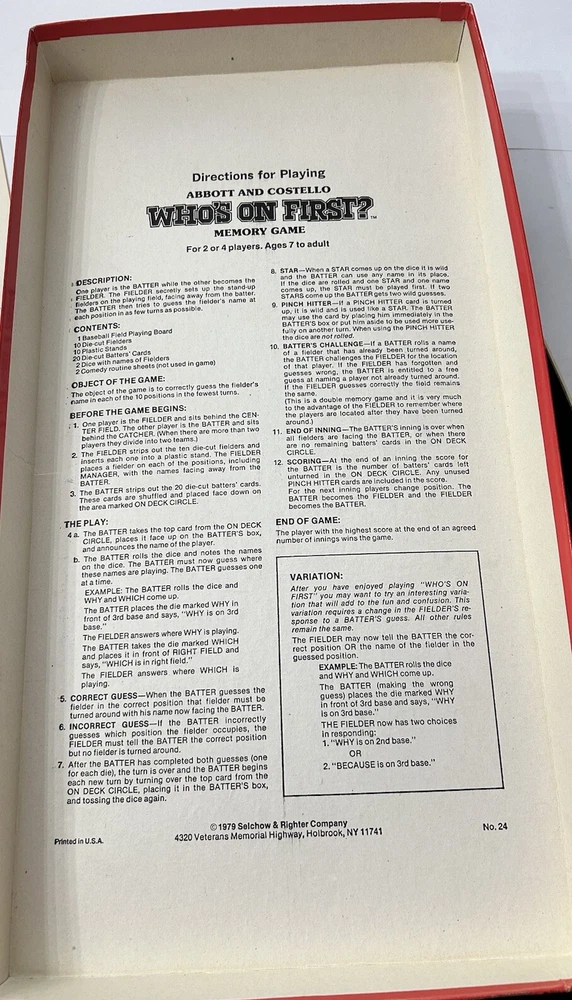 Directions for Playing
ABBOTT AND COSTELLO
WHO'S ON FIRST?™
MEMORY GAME
For 2 or 4 players. Ages 7 to adult
DESCRIPTION:
One player is the BATTER while the other becomes the
FIELDER. The FIELDER secretly sets up the stand-up
fielders on the playing field, facing away from the batter.
The BATTER then tries to guess the fielder's name at
each position in as few turns as possible.
CONTENTS:
1 Baseball Field Playing Board
10 Die-cut Fielders
10 Plastic Stands
20 Die-cut Batters' Cards
2 Dice with names of Fielders
2 Comedy routine sheets (not used in game)
OBJECT OF THE GAME:
The object of the game is to correctly guess the fielder's
name in each of the 10 positions in the fewest turns.
BEFORE THE GAME BEGINS:
1. One player is the FIELDER and sits behind the CEN-
TER FIELD. The other player is the BATTER and sits
behind the CATCHER. (When there are more than two
players they divide into two teams.)
2. The FIELDER strips out the ten die-cut fielders and
inserts each one into a plastic stand. The FIELDER
places a fielder on each of the positions, including
MANAGER, with the names facing away from the
BATTER.
3. The BATTER strips out the 20 die-cut batters' cards.
These cards are shuffled and placed face down on
the area marked ON DECK CIRCLE.
THE PLAY:
4 a. The BATTER takes the top card from the ON DECK
CIRCLE, places it face up on the BATTER'S box,
and announces the name of the player.
b. The BATTER rolls the dice and notes the names
on the dice. The BATTER must now guess where
these names are playing. The BATTER guesses one
at a time.
EXAMPLE: The BATTER rolls the dice and
WHY and WHICH come up.
The BATTER places the die marked WHY in
front of 3rd base and says, "WHY is on 3rd
base."
The FIELDER answers where WHY is playing.
The BATTER takes the die marked WHICH
and places it in front of RIGHT FIELD and
says, "WHICH is in right field."
The FIELDER answers where WHICH is
playing.
5. CORRECT GUESS—When the BATTER guesses the
fielder in the correct position that fielder must be
turned around with his name now facing the BATTER.
6. INCORRECT GUESS—If the BATTER incorrectly
guesses which position the fielder occupies, the
FIELDER must tell the BATTER the correct position
but no fielder is turned around.
7. After the BATTER has completed both guesses (one
for each die), the turn is over and the BATTER begins
each new turn by turning over the top card from the
ON DECK CIRCLE, placing it in the BATTER'S box,
and tossing the dice again.
8. STAR—When a STAR comes up on the dice it is wild
and the BATTER can use any name in its place.
If the dice are rolled and one STAR and one name
comes up, the STAR must be played first. If two
STARS come up the BATTER gets two wild guesses.
9. PINCH HITTER—If a PINCH HITTER card is turned
up, it is wild and is used like a STAR. The BATTER
may use the card by placing him immediately in the
BATTER'S box or put him aside to be used more use-
fully on another turn. When using the PINCH HITTER
the dice are not rolled.
10. BATTER'S CHALLENGE—If a BATTER rolls a name
of a fielder that has already been turned around,
the BATTER challenges the FIELDER for the location
of that player. If the FIELDER has forgotten and
guesses wrong, the BATTER is entitled to a free
guess at naming a player not already turned around.
If the FIELDER guesses correctly the field remains
the same.
(This is a double memory game and it is very much
to the advantage of the FIELDER to remember where
the players are located after they have been turned
around.)
11. END OF INNING—The BATTER'S inning is over when
all fielders are facing the BATTER, or when there
are no remaining batters' cards in the ON DECK
CIRCLE.
12. SCORING—At the end of an inning the score for
the BATTER is the number of batters' cards left
unturned in the ON DECK CIRCLE. Any unused
PINCH HITTER cards are included in the score.
For the next inning players change position. The
BATTER becomes the FIELDER and the FIELDER
becomes the BATTER.
END OF GAME:
The player with the highest score at the end of an agreed
number of innings wins the game.
VARIATION:
After you have enjoyed playing "WHO'S ON
FIRST" you may want to try an interesting varia-
tion that will add to the fun and confusion. This
variation requires a change in the FIELDER'S re-
sponse to a BATTER'S guess. All other rules
remain the same.
The FIELDER may now tell the BATTER the cor-
rect position OR the name of the fielder in the
guessed position.
EXAMPLE: The BATTER rolls the dice
and WHY and WHICH come up.
The BATTER (making the wrong
guess) places the die marked WHY
in front of 3rd base and says, "WHY
is on 3rd base."
THE FIELDER now has two choices
in responding:
1. "WHY is on 2nd base."
OR
2. "BECAUSE is on 3rd base."
©1979 Selchow & Righter Company
4320 Veterans Memorial Highway, Holbrook, NY 11741
Printed in U.S.A.
No. 24